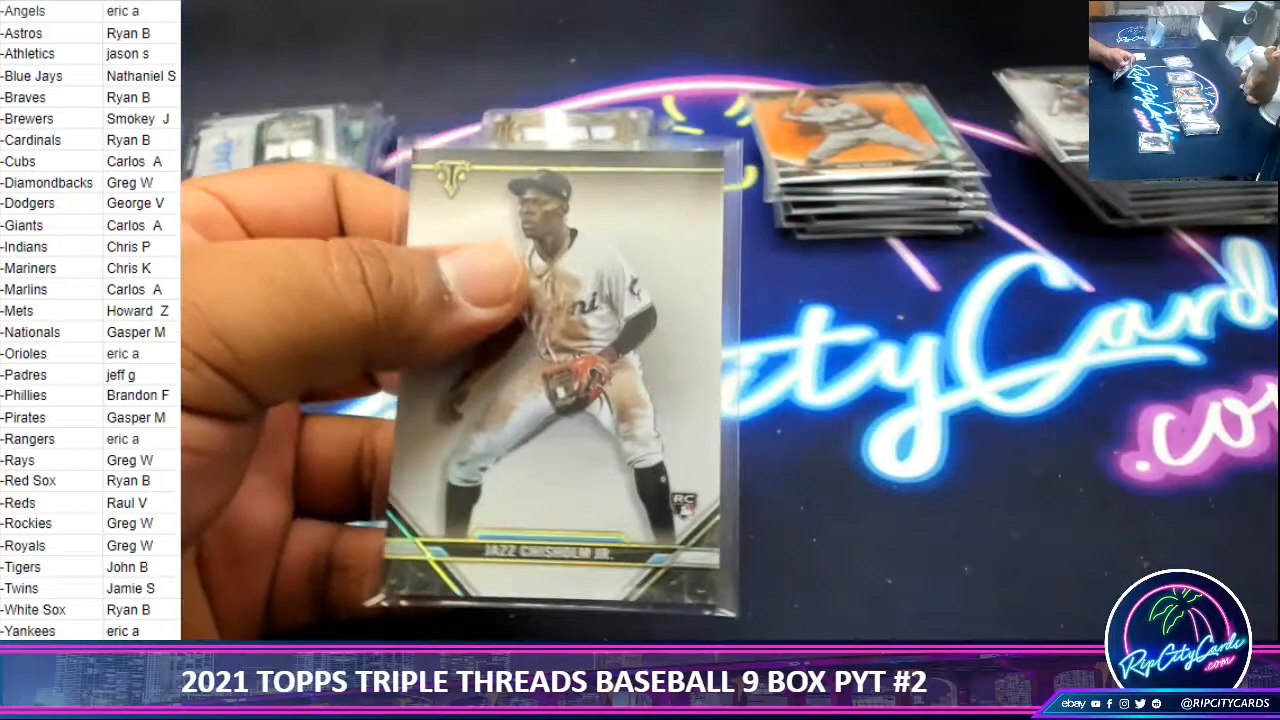 -Angels eric a
-Astros Ryan B
-Athletics jason s
-Blue Jays Nathaniel S
-Braves Ryan B
-Brewers Smokey J
-Cardinals Ryan B
-Cubs Carlos A
-Diamondbacks Greg W
-Dodgers George V
-Giants Carlos A
-Indians Chris P
-Mariners Chris K
-Marlins Carlos A
-Mets Howard Z
-Nationals Gasper M
-Orioles eric a
-Padres jeff g
-Phillies Brandon F
-Pirates Gasper M
-Rangers eric a
-Rays Greg W
-Red Sox Ryan B
-Reds Raul V
-Rockies Greg W
-Royals Greg W
-Tigers John B
-Twins Jamie S
-White Sox Ryan B
-Yankees eric a
RC
JAZZ CHISHOLM JR.
ityCard
.co
RipCityCards
.com
2021 TOPPS TRIPLE THREADS BASEBALL 9 BOX PYT #2
ebay @RIPCITYCARDS